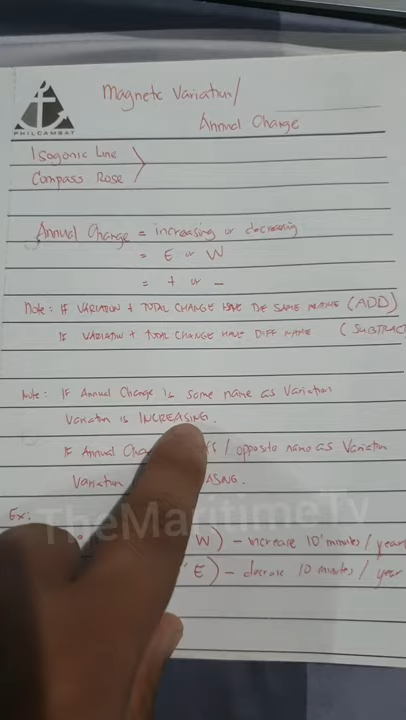 Magnetic Variation/
Annual Change
PHILCAMSAT
Isogonic Line
Compass Rose
Annual Change = increasing or decreasing
= E or W
= + or -
Note: IF VARIATION + TOTAL CHANGE HAVE THE SAME NAME (ADD)
IF VARIATION + TOTAL CHANGE HAVE DIFF NAME (SUBTRACT
Note: IF Annual Change is same name as Variation
Variation is INCREASING.
IF Annual / opposite name as Variation
Variation ASING.
TheMaritimeTv
Ex:
W) - increase 10' minutes / year
' E) - decrease 10 minutes / year